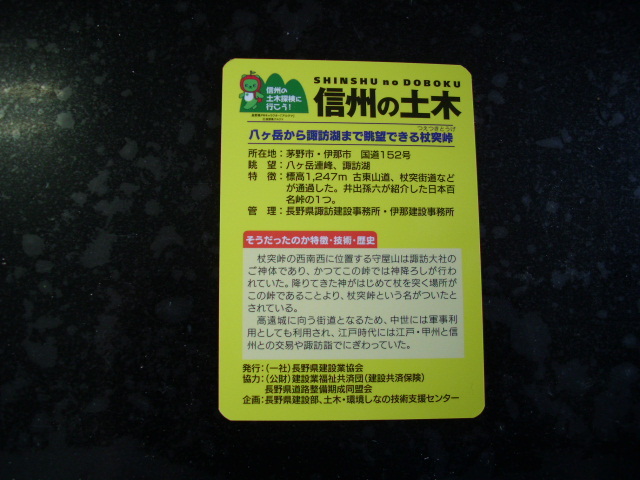 信州の
土木探検に
行こう!
SHINSHU no DOBOKU
信州の土木
八ヶ岳から諏訪湖まで眺望できる杖突峠
つえつきとうげ
所在地：茅野市・伊那市　国道152号
眺　望：八ヶ岳連峰、諏訪湖
特　徴：標高1,247m　古東山道、杖突街道など
が通過した。井出孫六が紹介した日本百
名峠の1つ。
管　理：長野県諏訪建設事務所・伊那建設事務所
そうだったのか特徴・技術・歴史
杖突峠の西南西に位置する守屋山は諏訪大社の
ご神体であり、かつてこの峠では神降ろしが行わ
れていた。降りてきた神がはじめて杖を突く場所が
この峠であることより、杖突峠という名がついたと
されている。
高遠城に向う街道となるため、中世には軍事利
用としても利用され、江戸時代には江戸・甲州と信
州との交易や諏訪詣でにぎわっていた。
発行：（一社）長野県建設業協会
協力：（公財）建設業福祉共済団（建設共済保険）
長野県道路整備期成同盟会
企画：長野県建設部、土木・環境しなの技術支援センター